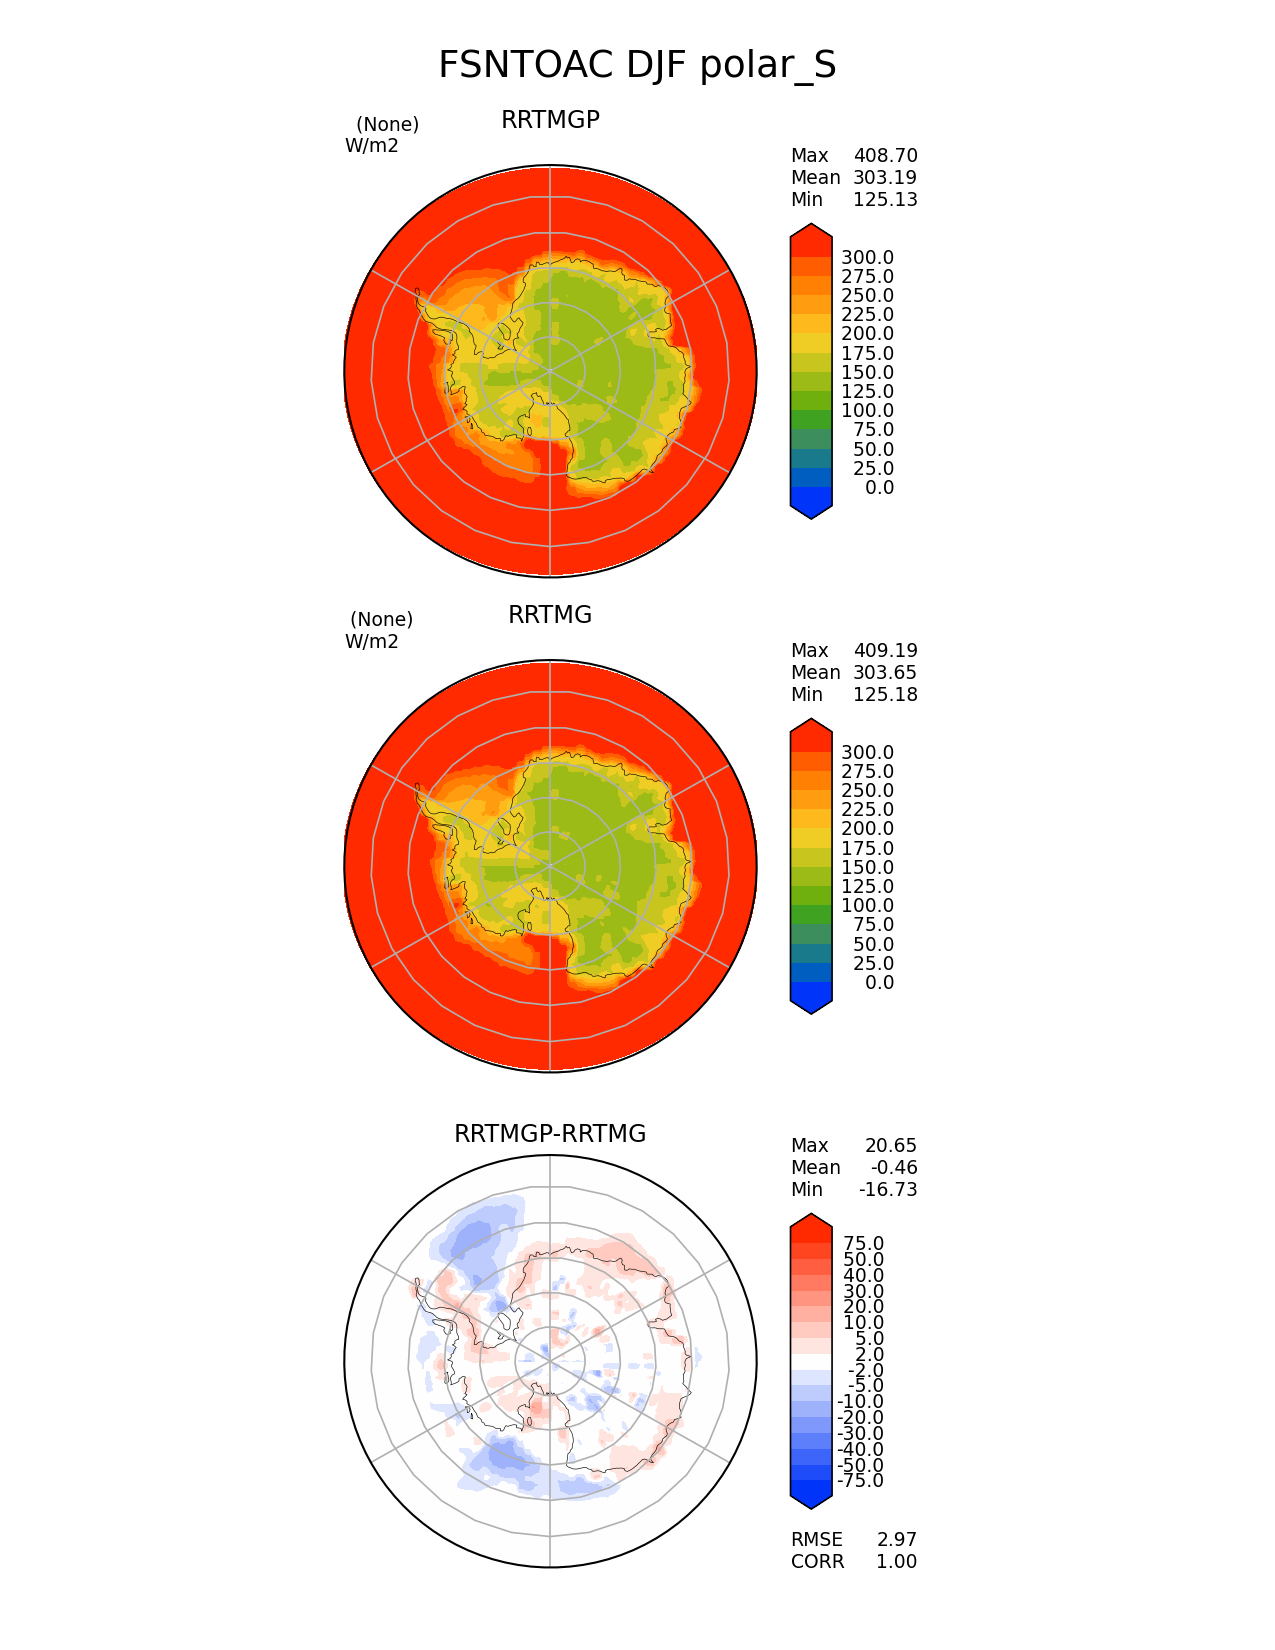 FSNTOAC DJF polar_S
(None)
RRTMGP
W/m2
Max 408.70
Mean 303.19
Min 125.13
300.0
275.0
250.0
225.0
200.0
175.0
150.0
125.0
100.0
75.0
50.0
25.0
0.0
(None)
RRTMG
W/m2
Max 409.19
Mean 303.65
Min 125.18
300.0
275.0
250.0
225.0
200.0
175.0
150.0
125.0
100.0
75.0
50.0
25.0
0.0
RRTMGP-RRTMG
Max 20.65
Mean -0.46
Min -16.73
75.0
50.0
40.0
30.0
20.0
10.0
5.0
2.0
-2.0
-5.0
-10.0
-20.0
-30.0
-40.0
-50.0
-75.0
RMSE 2.97
CORR 1.00